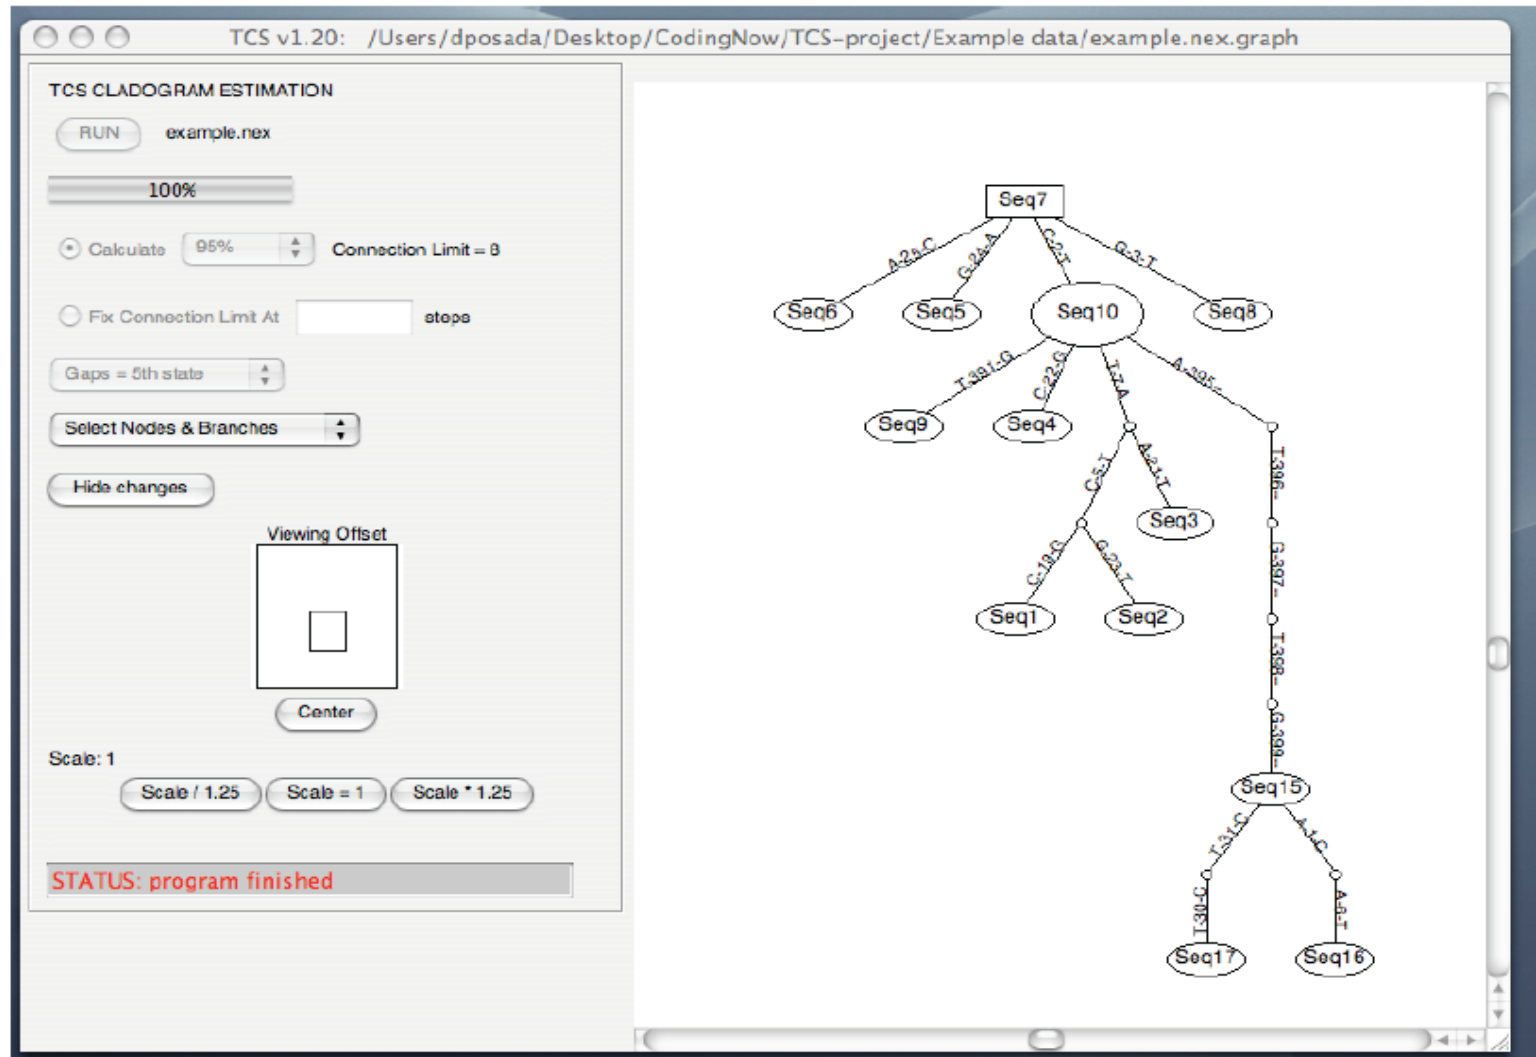 TCS v1.20: /Users/dposada/Desktop/CodingNow/TCS-project/Example data/example.nex.graph
TCS CLADOGRAM ESTIMATION
RUN example.nex
100%
Calculate 95% Connection Limit = 8
Fix Connection Limit At steps
Gaps = 5th state
Select Nodes & Branches
Hide changes
Viewing Offset
Center
Scale: 1
Scale / 1.25 Scale = 1 Scale * 1.25
STATUS: program finished
Seq7
A-25-C G-24-A C-2-T G-3-T
Seq6 Seq5 Seq10 Seq8
T-391-G C-22-G T-7-A A-395--
Seq9 Seq4
C-5-T A-21-T T-396--
Seq3
C-19-G G-23-T G-397--
Seq1 Seq2
T-398--
G-399--
Seq15
T-31-C A-1-C
T-30-C A-6-T
Seq17 Seq16